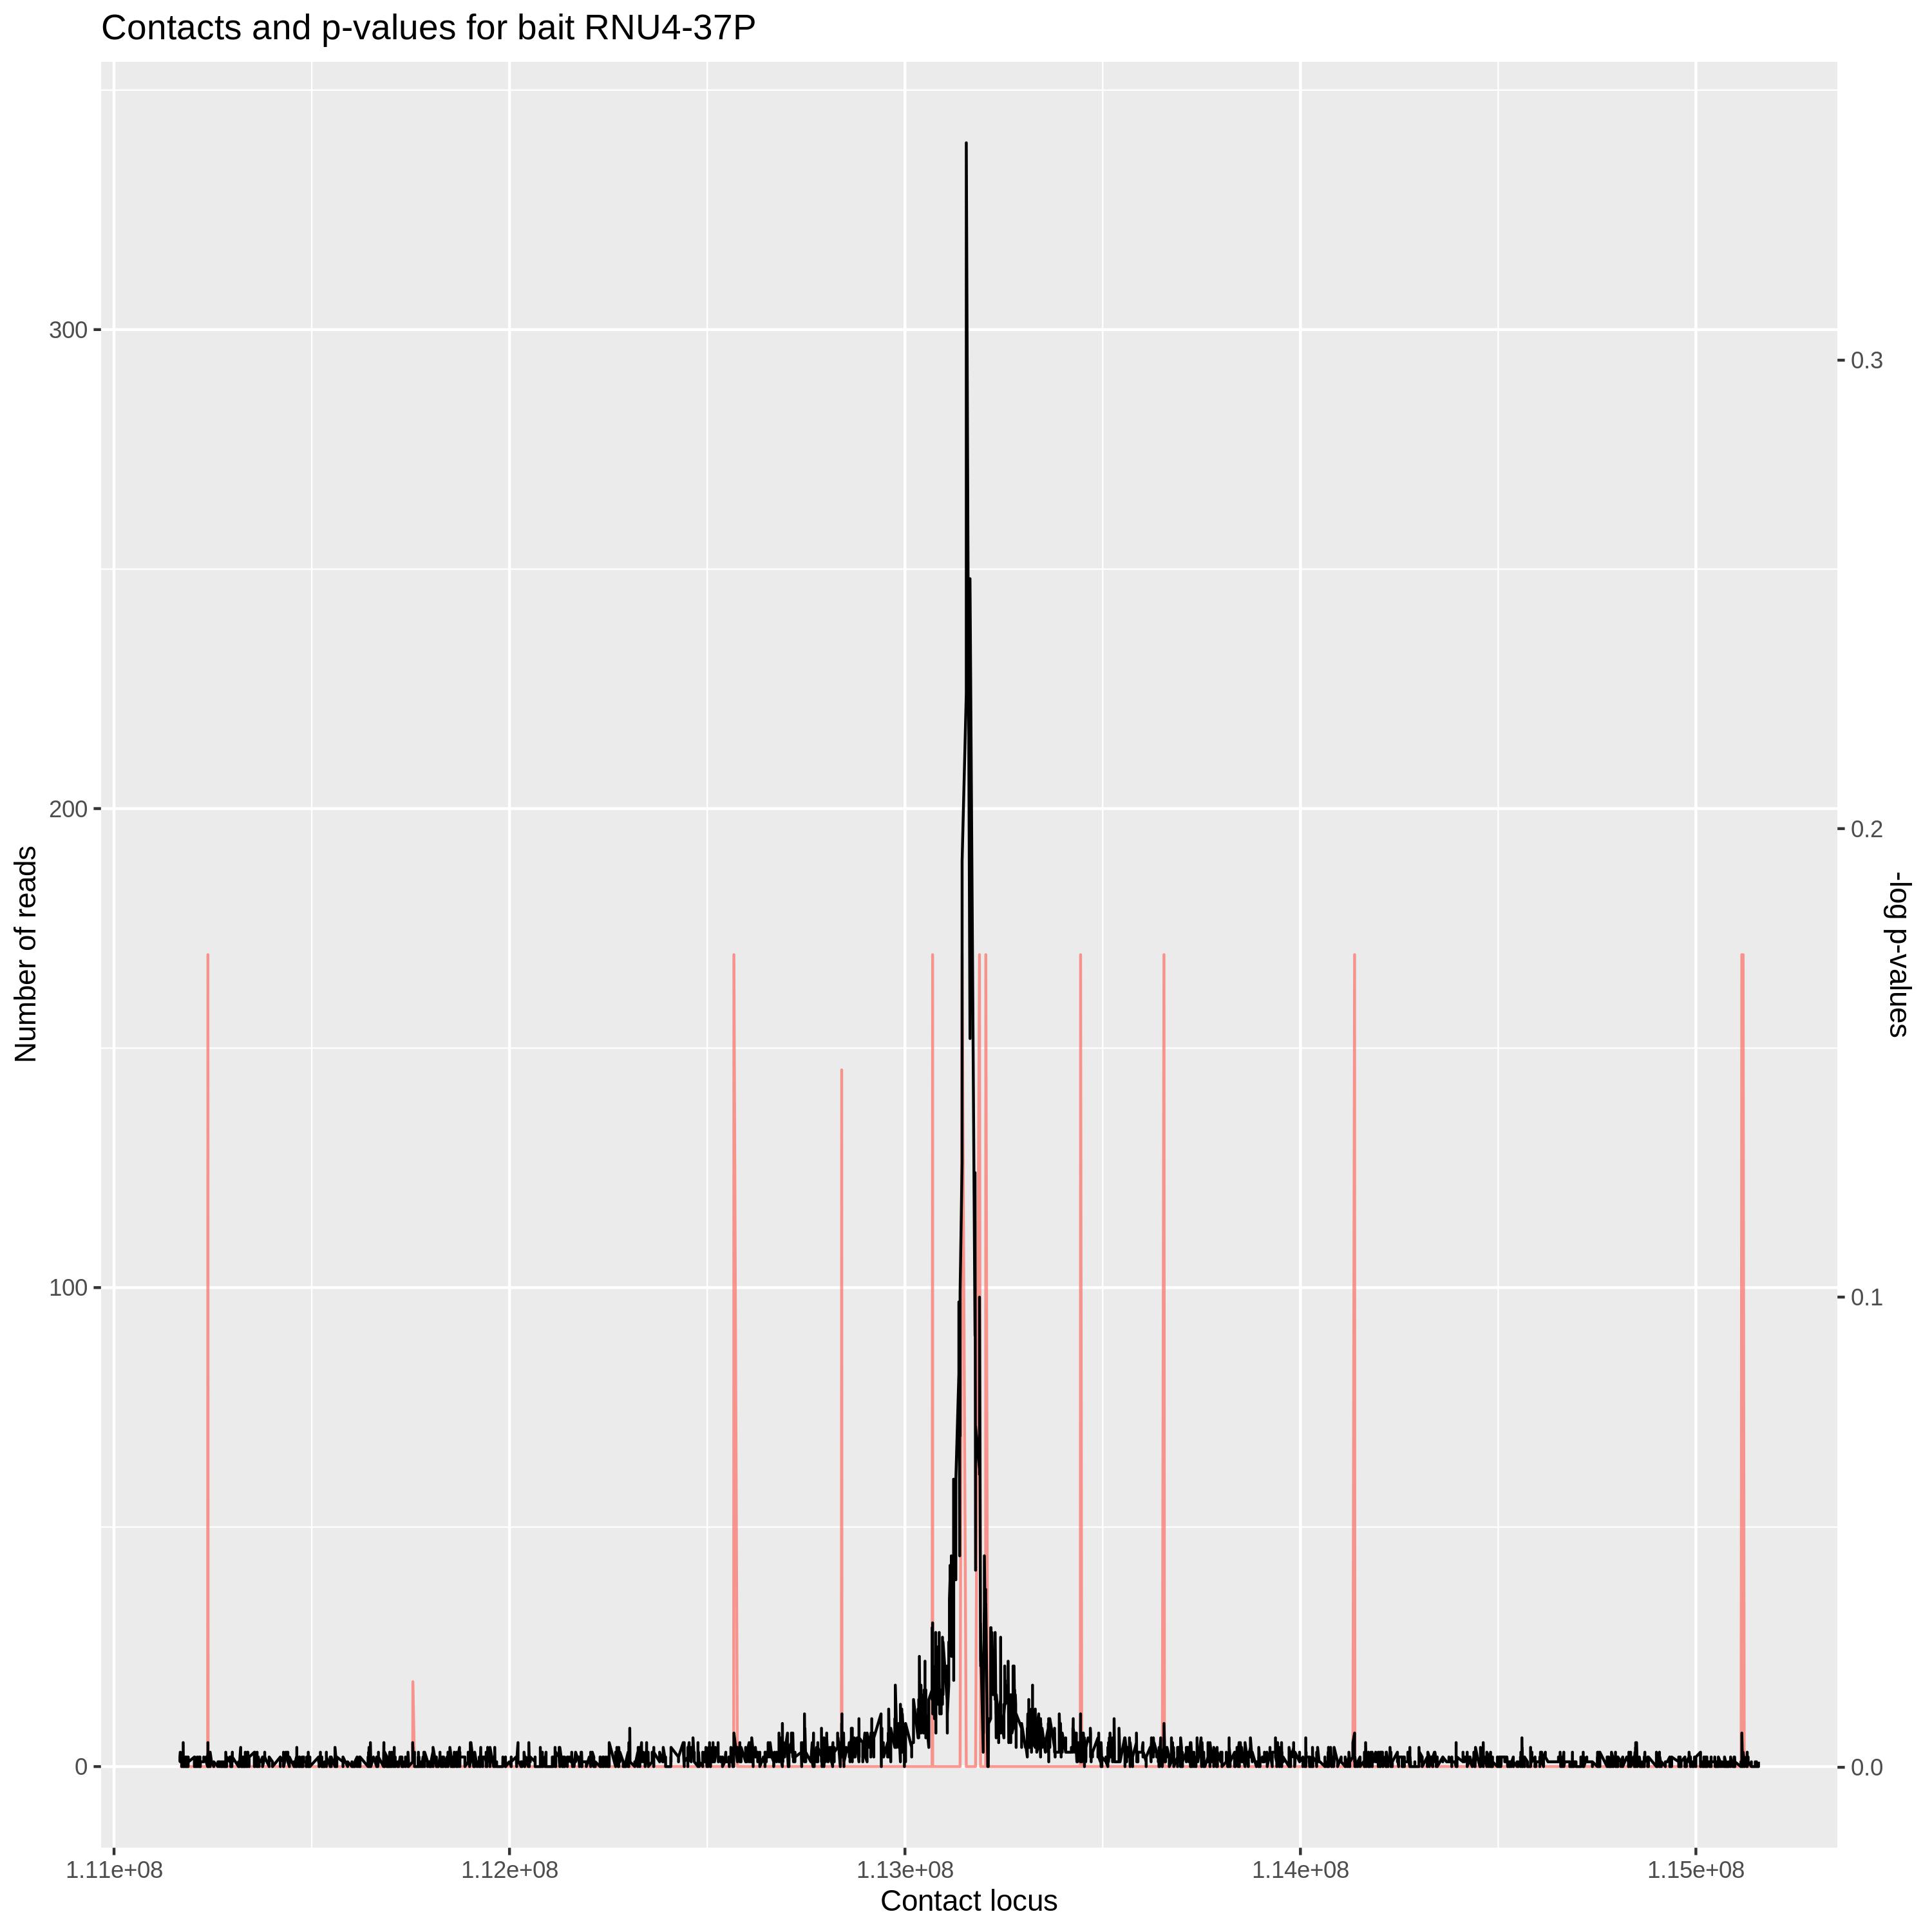 Contacts and p-values for bait RNU4-37P
300
200
100
0
Number of reads
0.3
0.2
0.1
0.0
-log p-values
1.11e+08
1.12e+08
1.13e+08
1.14e+08
1.15e+08
Contact locus